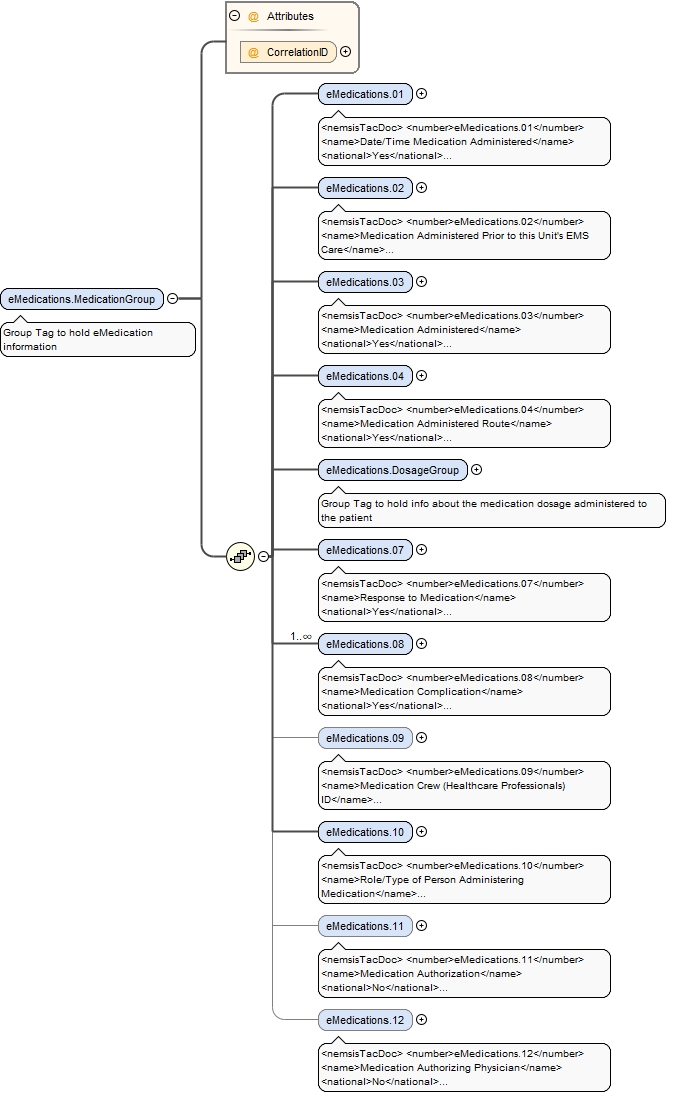 Attributes
CorrelationID
eMedications.MedicationGroup
Group Tag to hold eMedication
information
eMedications.01
<nemsisTacDoc> <number>eMedications.01</number>
<name>Date/Time Medication Administered</name>
<national>Yes</national>...
eMedications.02
<nemsisTacDoc> <number>eMedications.02</number>
<name>Medication Administered Prior to this Unit's EMS
Care</name>...
eMedications.03
<nemsisTacDoc> <number>eMedications.03</number>
<name>Medication Administered</name>
<national>Yes</national>...
eMedications.04
<nemsisTacDoc> <number>eMedications.04</number>
<name>Medication Administered Route</name>
<national>Yes</national>...
eMedications.DosageGroup
Group Tag to hold info about the medication dosage administered to
the patient
eMedications.07
<nemsisTacDoc> <number>eMedications.07</number>
<name>Response to Medication</name>
<national>Yes</national>...
1..∞
eMedications.08
<nemsisTacDoc> <number>eMedications.08</number>
<name>Medication Complication</name>
<national>Yes</national>...
eMedications.09
<nemsisTacDoc> <number>eMedications.09</number>
<name>Medication Crew (Healthcare Professionals)
ID</name>...
eMedications.10
<nemsisTacDoc> <number>eMedications.10</number>
<name>Role/Type of Person Administering
Medication</name>...
eMedications.11
<nemsisTacDoc> <number>eMedications.11</number>
<name>Medication Authorization</name>
<national>No</national>...
eMedications.12
<nemsisTacDoc> <number>eMedications.12</number>
<name>Medication Authorizing Physician</name>
<national>No</national>...